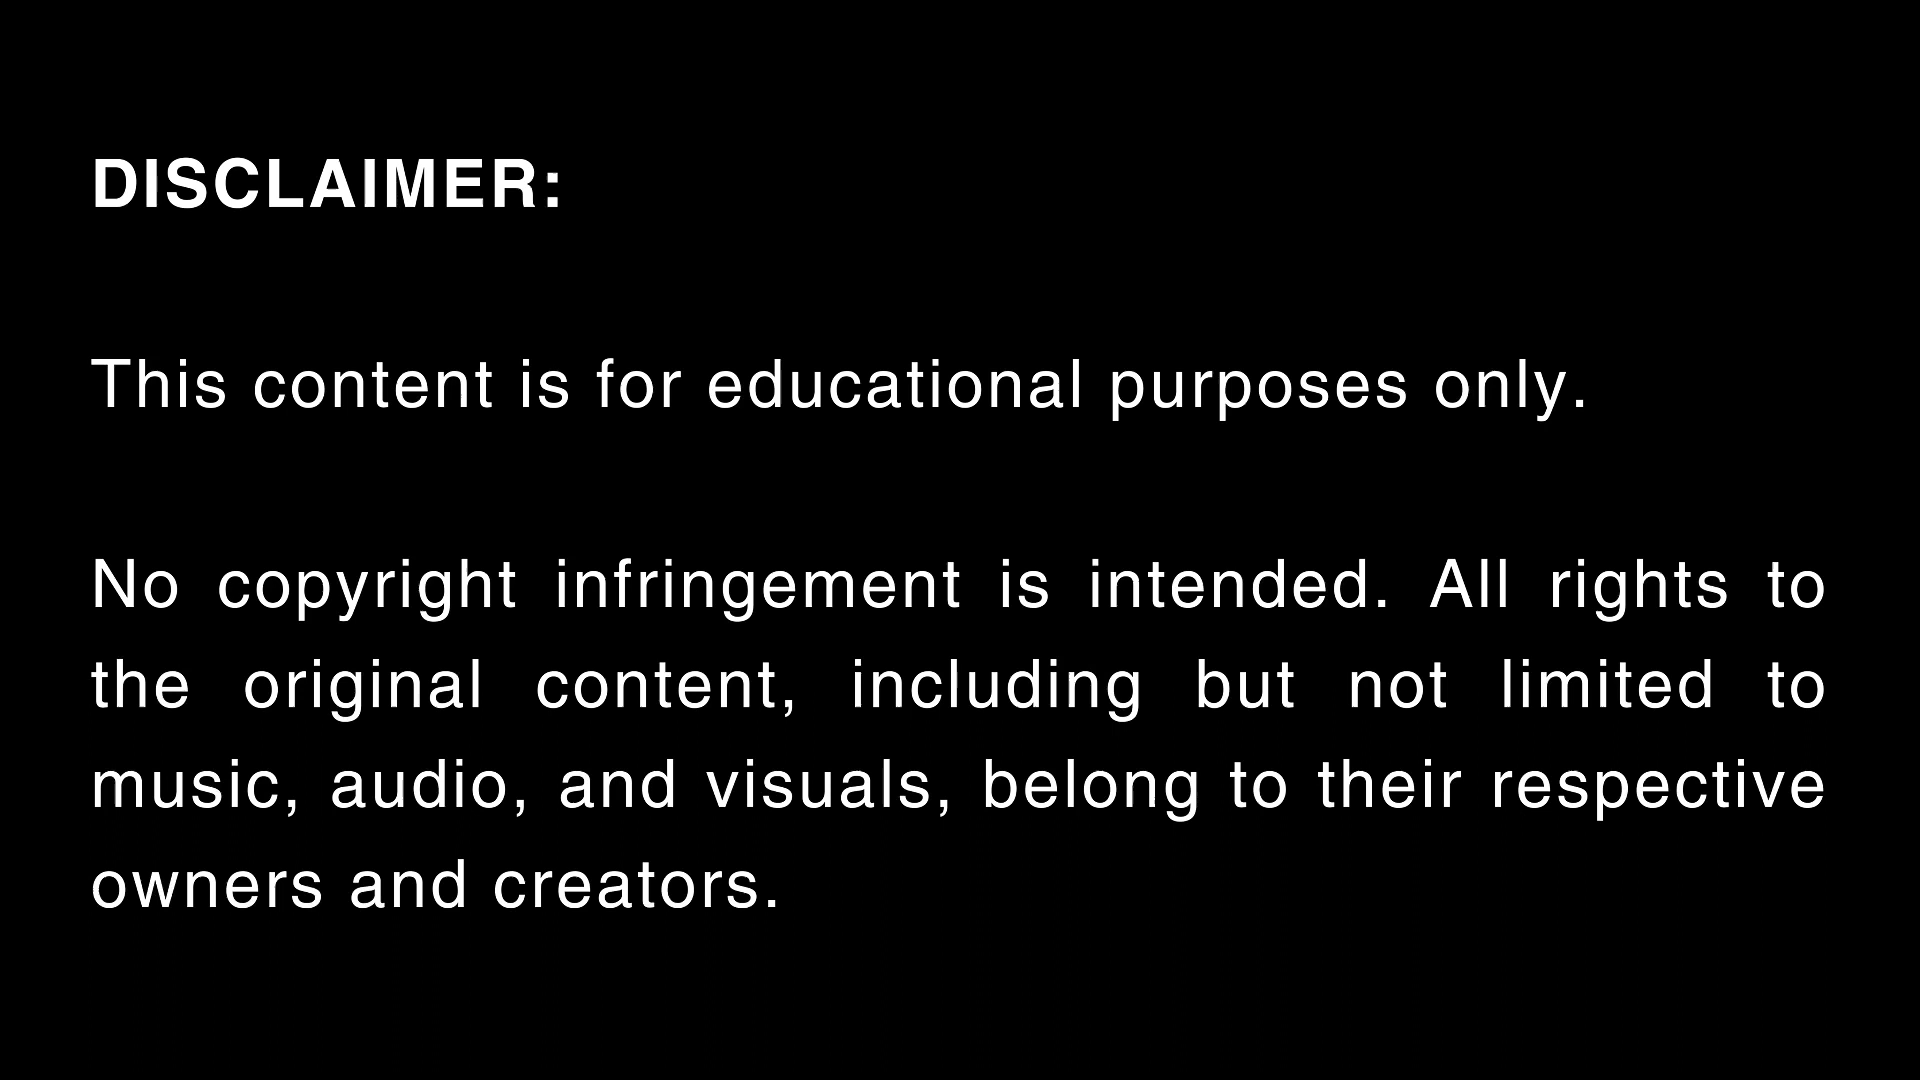 DISCLAIMER:
This content is for educational purposes only.
No copyright infringement is intended. All rights to
the original content, including but not limited to
music, audio, and visuals, belong to their respective
owners and creators.